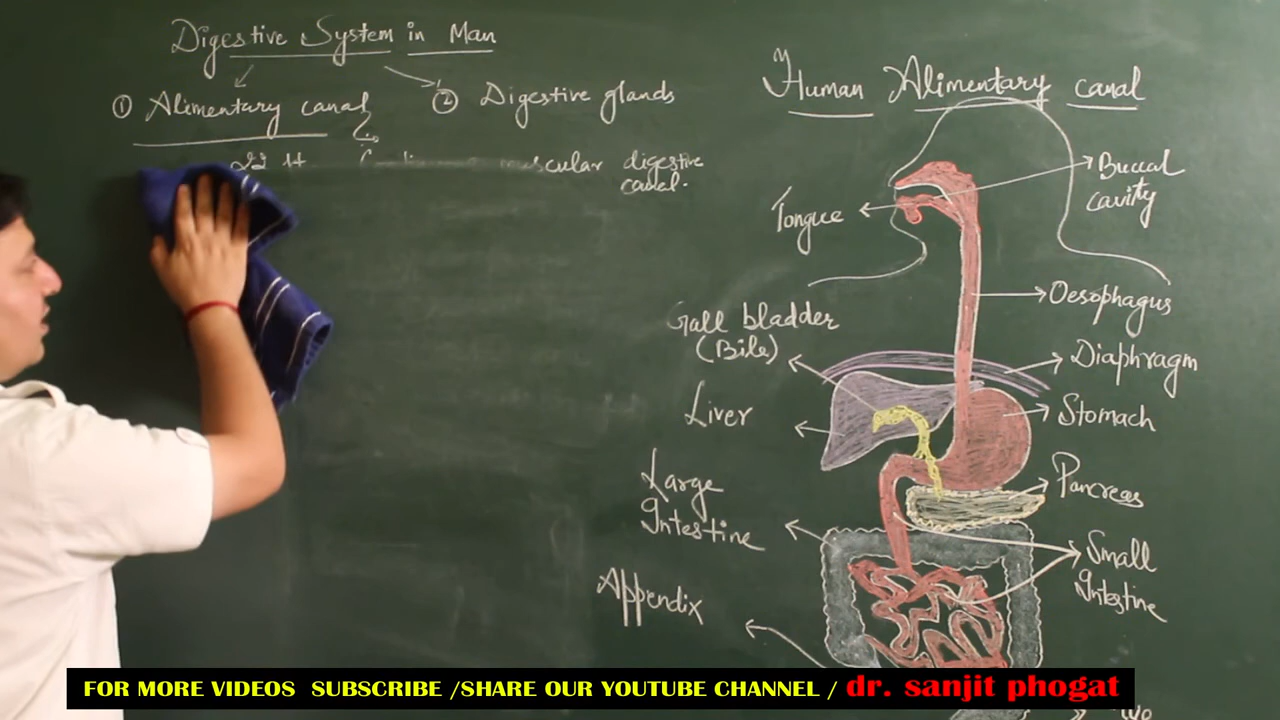 Digestive System in Man
① Alimentary canal
② Digestive glands
muscular digestive
canal.
Human Alimentary canal
Buccal
cavity
Tongue
Oesophagus
Gall bladder
(Bile)
Diaphragm
Liver
Stomach
Large
Intestine
Pancreas
Small
Intestine
Appendix
FOR MORE VIDEOS SUBSCRIBE /SHARE OUR YOUTUBE CHANNEL / dr. sanjit phogat